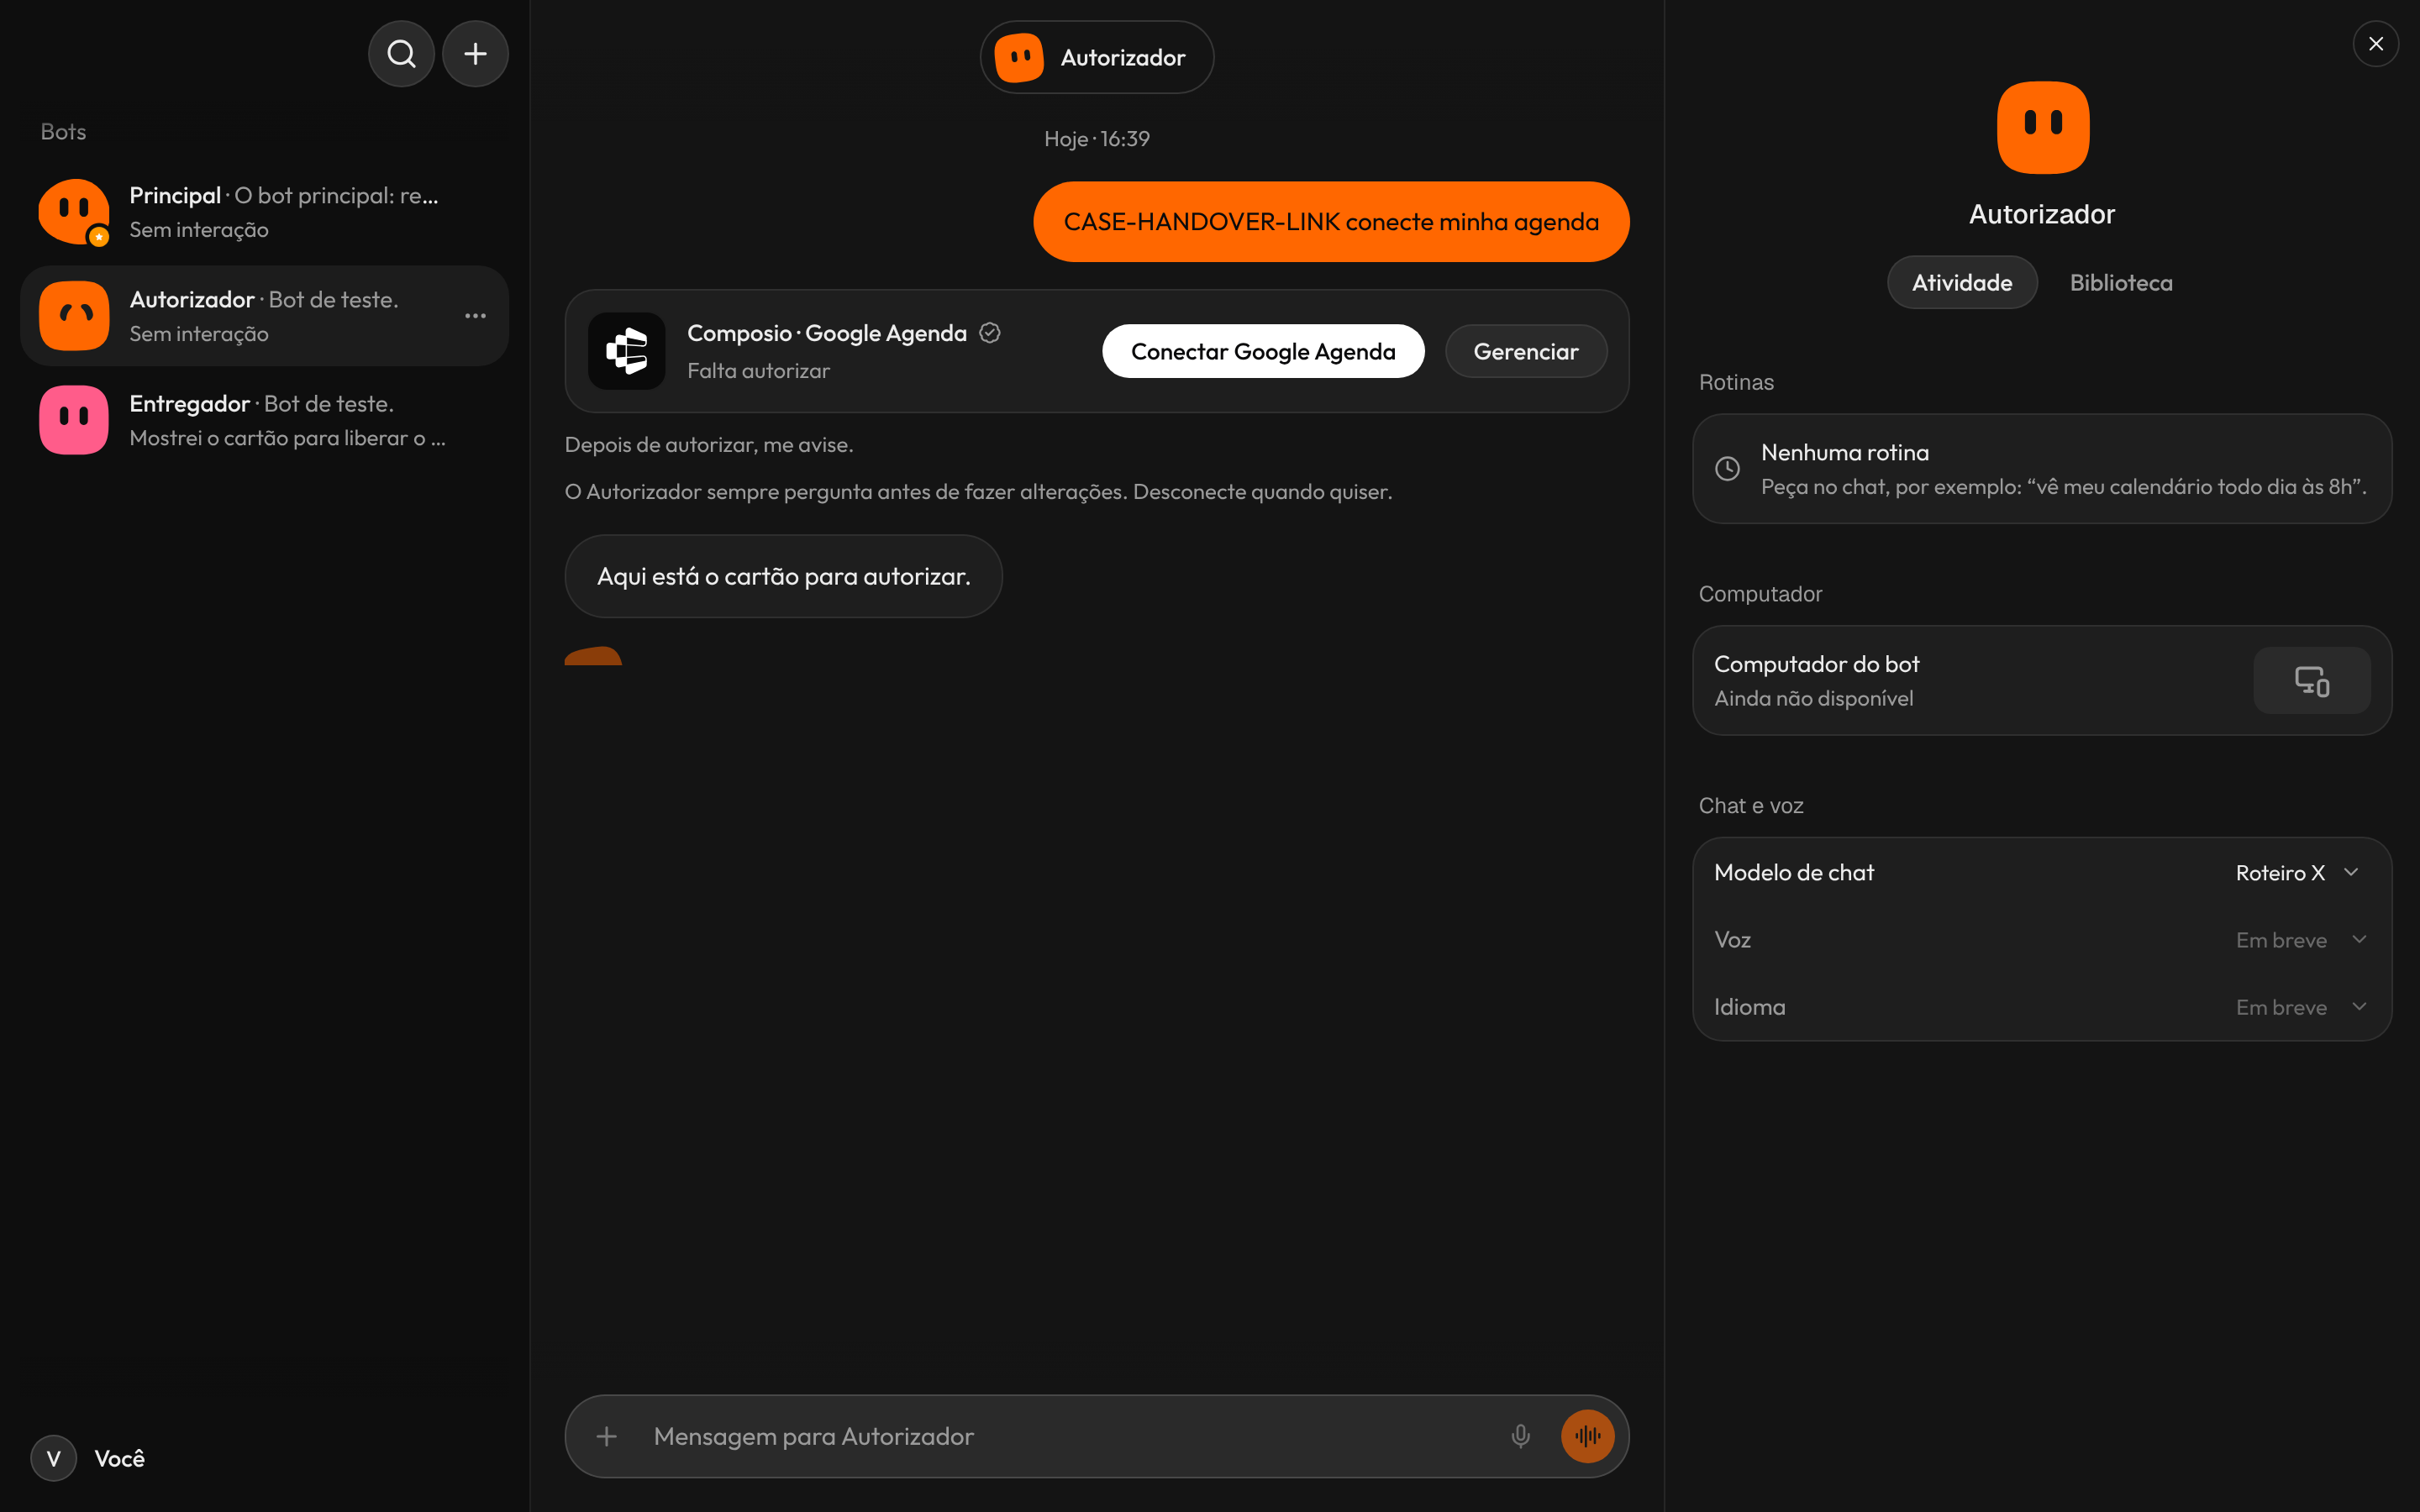 Bots
Principal · O bot principal: re...
Sem interação
Autorizador · Bot de teste.
Sem interação
Entregador · Bot de teste.
Mostrei o cartão para liberar o ...
V Você
Autorizador
Hoje · 16:39
CASE-HANDOVER-LINK conecte minha agenda
Composio · Google Agenda
Falta autorizar
Conectar Google Agenda
Gerenciar
Depois de autorizar, me avise.
O Autorizador sempre pergunta antes de fazer alterações. Desconecte quando quiser.
Aqui está o cartão para autorizar.
Mensagem para Autorizador
Autorizador
Atividade
Biblioteca
Rotinas
Nenhuma rotina
Peça no chat, por exemplo: “vê meu calendário todo dia às 8h”.
Computador
Computador do bot
Ainda não disponível
Chat e voz
Modelo de chat Roteiro X
Voz Em breve
Idioma Em breve